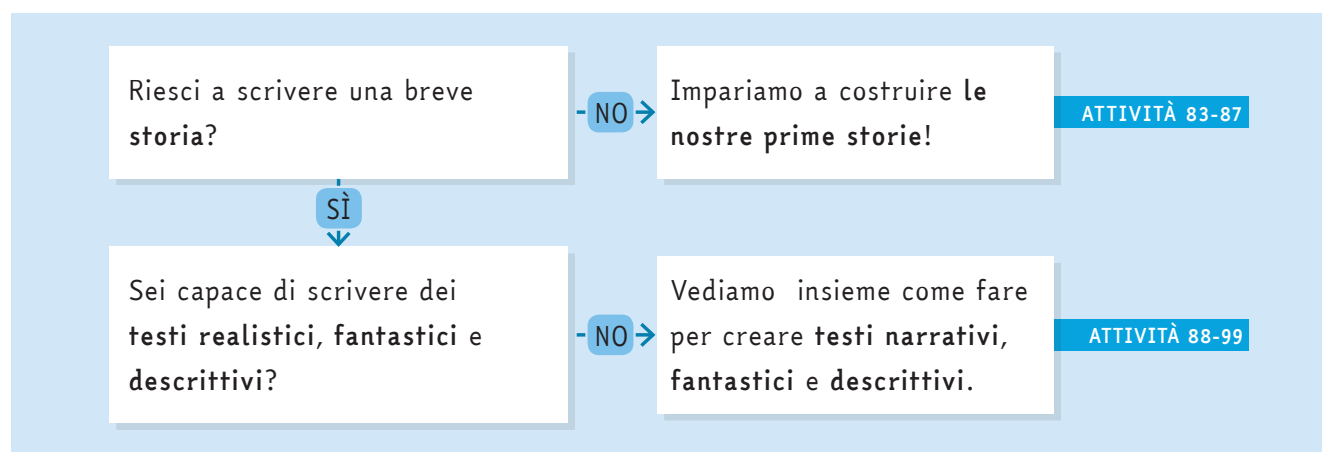 Riesci a scrivere una breve
storia?
NO
Impariamo a costruire le
nostre prime storie!
ATTIVITÀ 83-87
SÌ
Sei capace di scrivere dei
testi realistici, fantastici e
descrittivi?
NO
Vediamo insieme come fare
per creare testi narrativi,
fantastici e descrittivi.
ATTIVITÀ 88-99